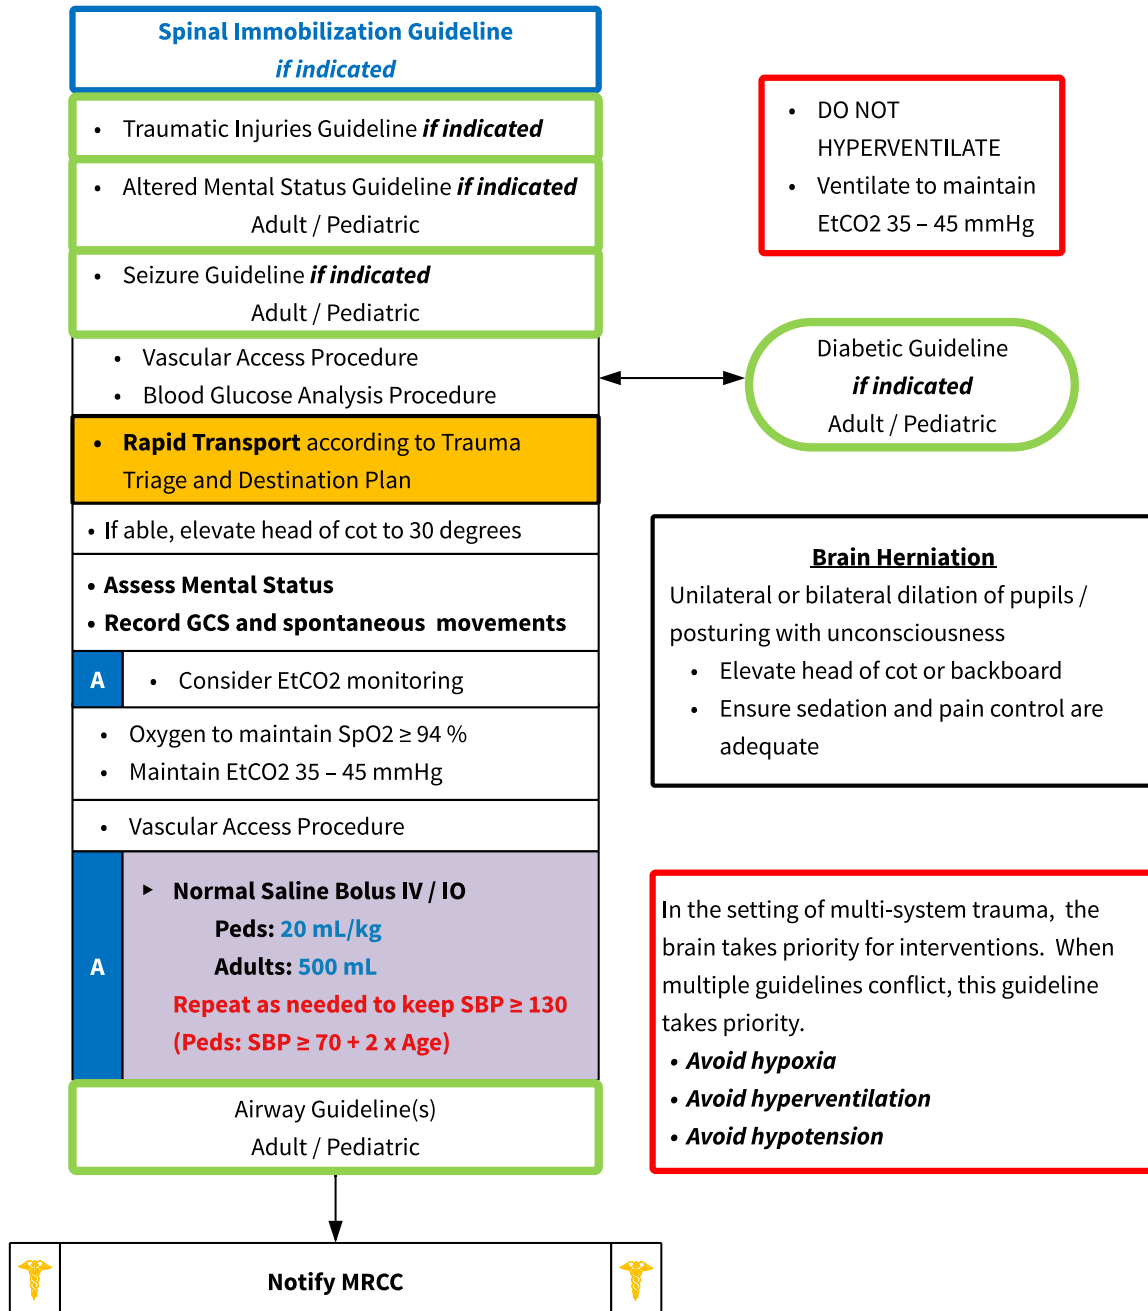 Spinal Immobilization Guideline
if indicated
• Traumatic Injuries Guideline if indicated
• Altered Mental Status Guideline if indicated
Adult / Pediatric
• Seizure Guideline if indicated
Adult / Pediatric
• Vascular Access Procedure
• Blood Glucose Analysis Procedure
• Rapid Transport according to Trauma
Triage and Destination Plan
• If able, elevate head of cot to 30 degrees
• Assess Mental Status
• Record GCS and spontaneous movements
A
• Consider EtCO2 monitoring
• Oxygen to maintain SpO2 ≥ 94 %
• Maintain EtCO2 35 – 45 mmHg
• Vascular Access Procedure
A
‣ Normal Saline Bolus IV / IO
Peds: 20 mL/kg
Adults: 500 mL
Repeat as needed to keep SBP ≥ 130
(Peds: SBP ≥ 70 + 2 x Age)
Airway Guideline(s)
Adult / Pediatric
Notify MRCC
• DO NOT
HYPERVENTILATE
• Ventilate to maintain
EtCO2 35 – 45 mmHg
Diabetic Guideline
if indicated
Adult / Pediatric
Brain Herniation
Unilateral or bilateral dilation of pupils /
posturing with unconsciousness
• Elevate head of cot or backboard
• Ensure sedation and pain control are
adequate
In the setting of multi-system trauma, the
brain takes priority for interventions. When
multiple guidelines conflict, this guideline
takes priority.
• Avoid hypoxia
• Avoid hyperventilation
• Avoid hypotension